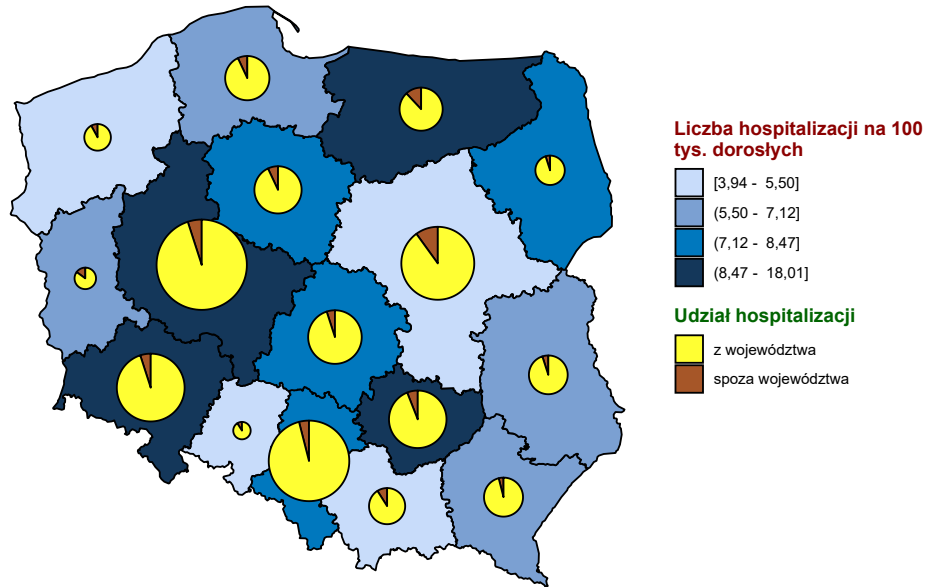 Liczba hospitalizacji na 100
tys. dorosłych
[3,94 - 5,50]
(5,50 - 7,12]
(7,12 - 8,47]
(8,47 - 18,01]
Udział hospitalizacji
z województwa
spoza województwa